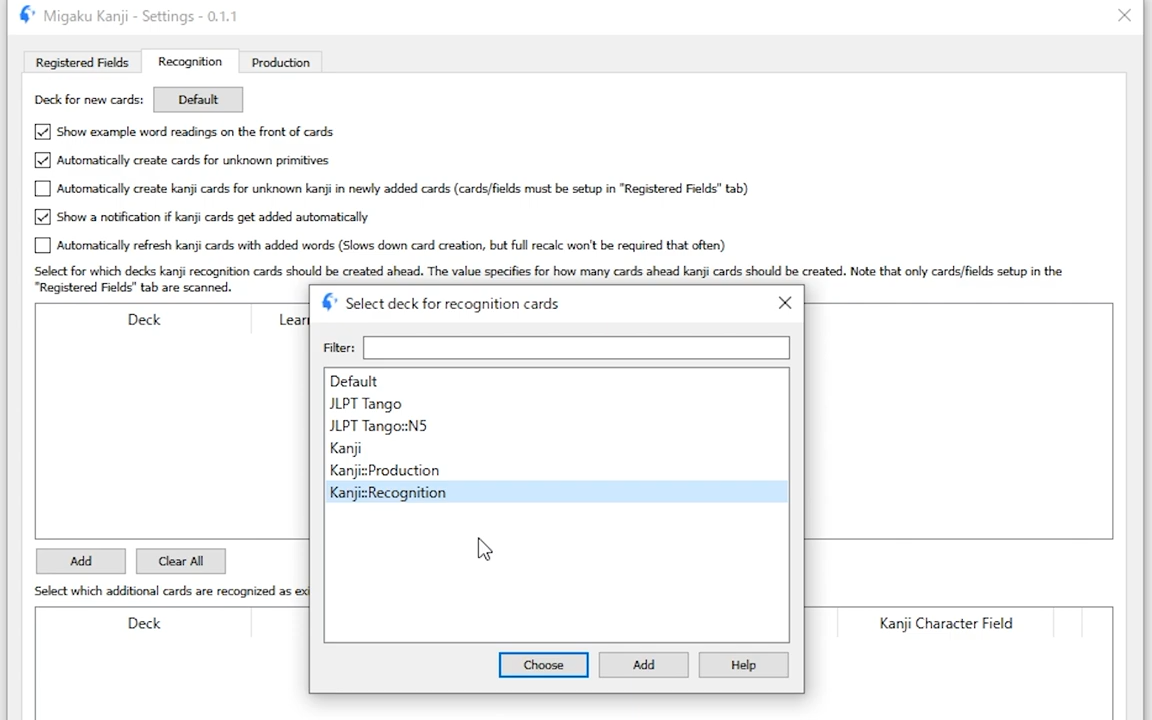 Migaku Kanji - Settings - 0.1.1
Registered Fields
Recognition
Production
Deck for new cards:
Default
Show example word readings on the front of cards
Automatically create cards for unknown primitives
Automatically create kanji cards for unknown kanji in newly added cards (cards/fields must be setup in "Registered Fields" tab)
Show a notification if kanji cards get added automatically
Automatically refresh kanji cards with added words (Slows down card creation, but full recalc won't be required that often)
Select for which decks kanji recognition cards should be created ahead. The value specifies for how many cards ahead kanji cards should be created. Note that only cards/fields setup in the
"Registered Fields" tab are scanned.
Deck
Select deck for recognition cards
Filter:
Default
JLPT Tango
JLPT Tango::N5
Kanji
Kanji::Production
Kanji::Recognition
Choose
Add
Help
Add
Clear All
Select which additional cards are recognized as
Deck
Kanji Character Field